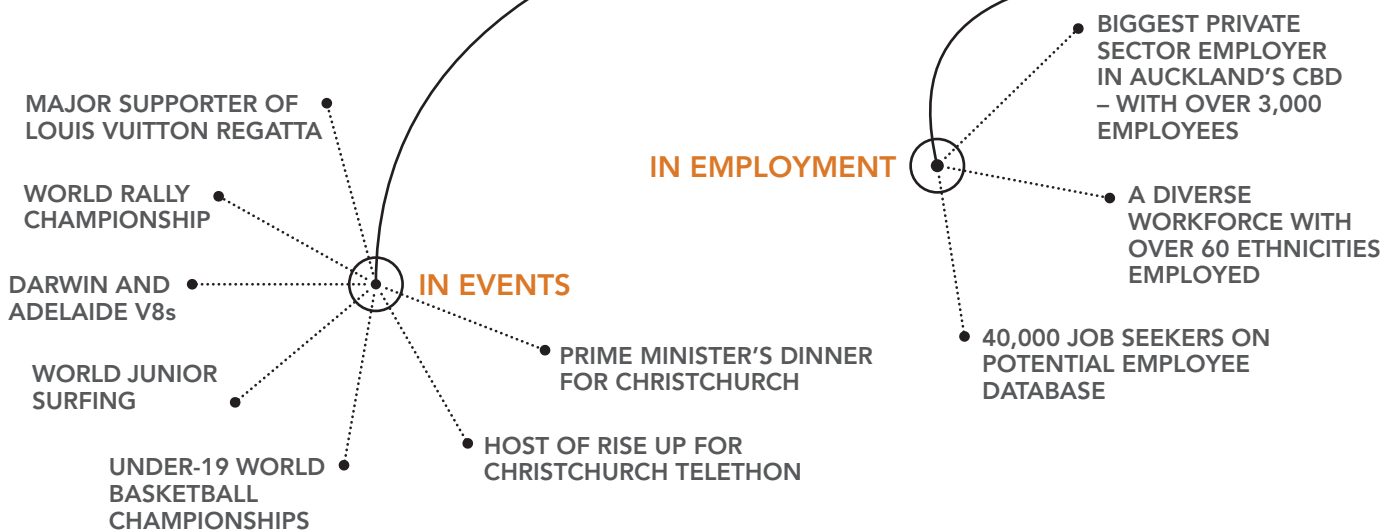 MAJOR SUPPORTER OF
LOUIS VUITTON REGATTA
WORLD RALLY
CHAMPIONSHIP
DARWIN AND
ADELAIDE V8s
WORLD JUNIOR
SURFING
UNDER-19 WORLD
BASKETBALL
CHAMPIONSHIPS
IN EVENTS
PRIME MINISTER’S DINNER
FOR CHRISTCHURCH
HOST OF RISE UP FOR
CHRISTCHURCH TELETHON
IN EMPLOYMENT
BIGGEST PRIVATE
SECTOR EMPLOYER
IN AUCKLAND’S CBD
– WITH OVER 3,000
EMPLOYEES
A DIVERSE
WORKFORCE WITH
OVER 60 ETHNICITIES
EMPLOYED
40,000 JOB SEEKERS ON
POTENTIAL EMPLOYEE
DATABASE